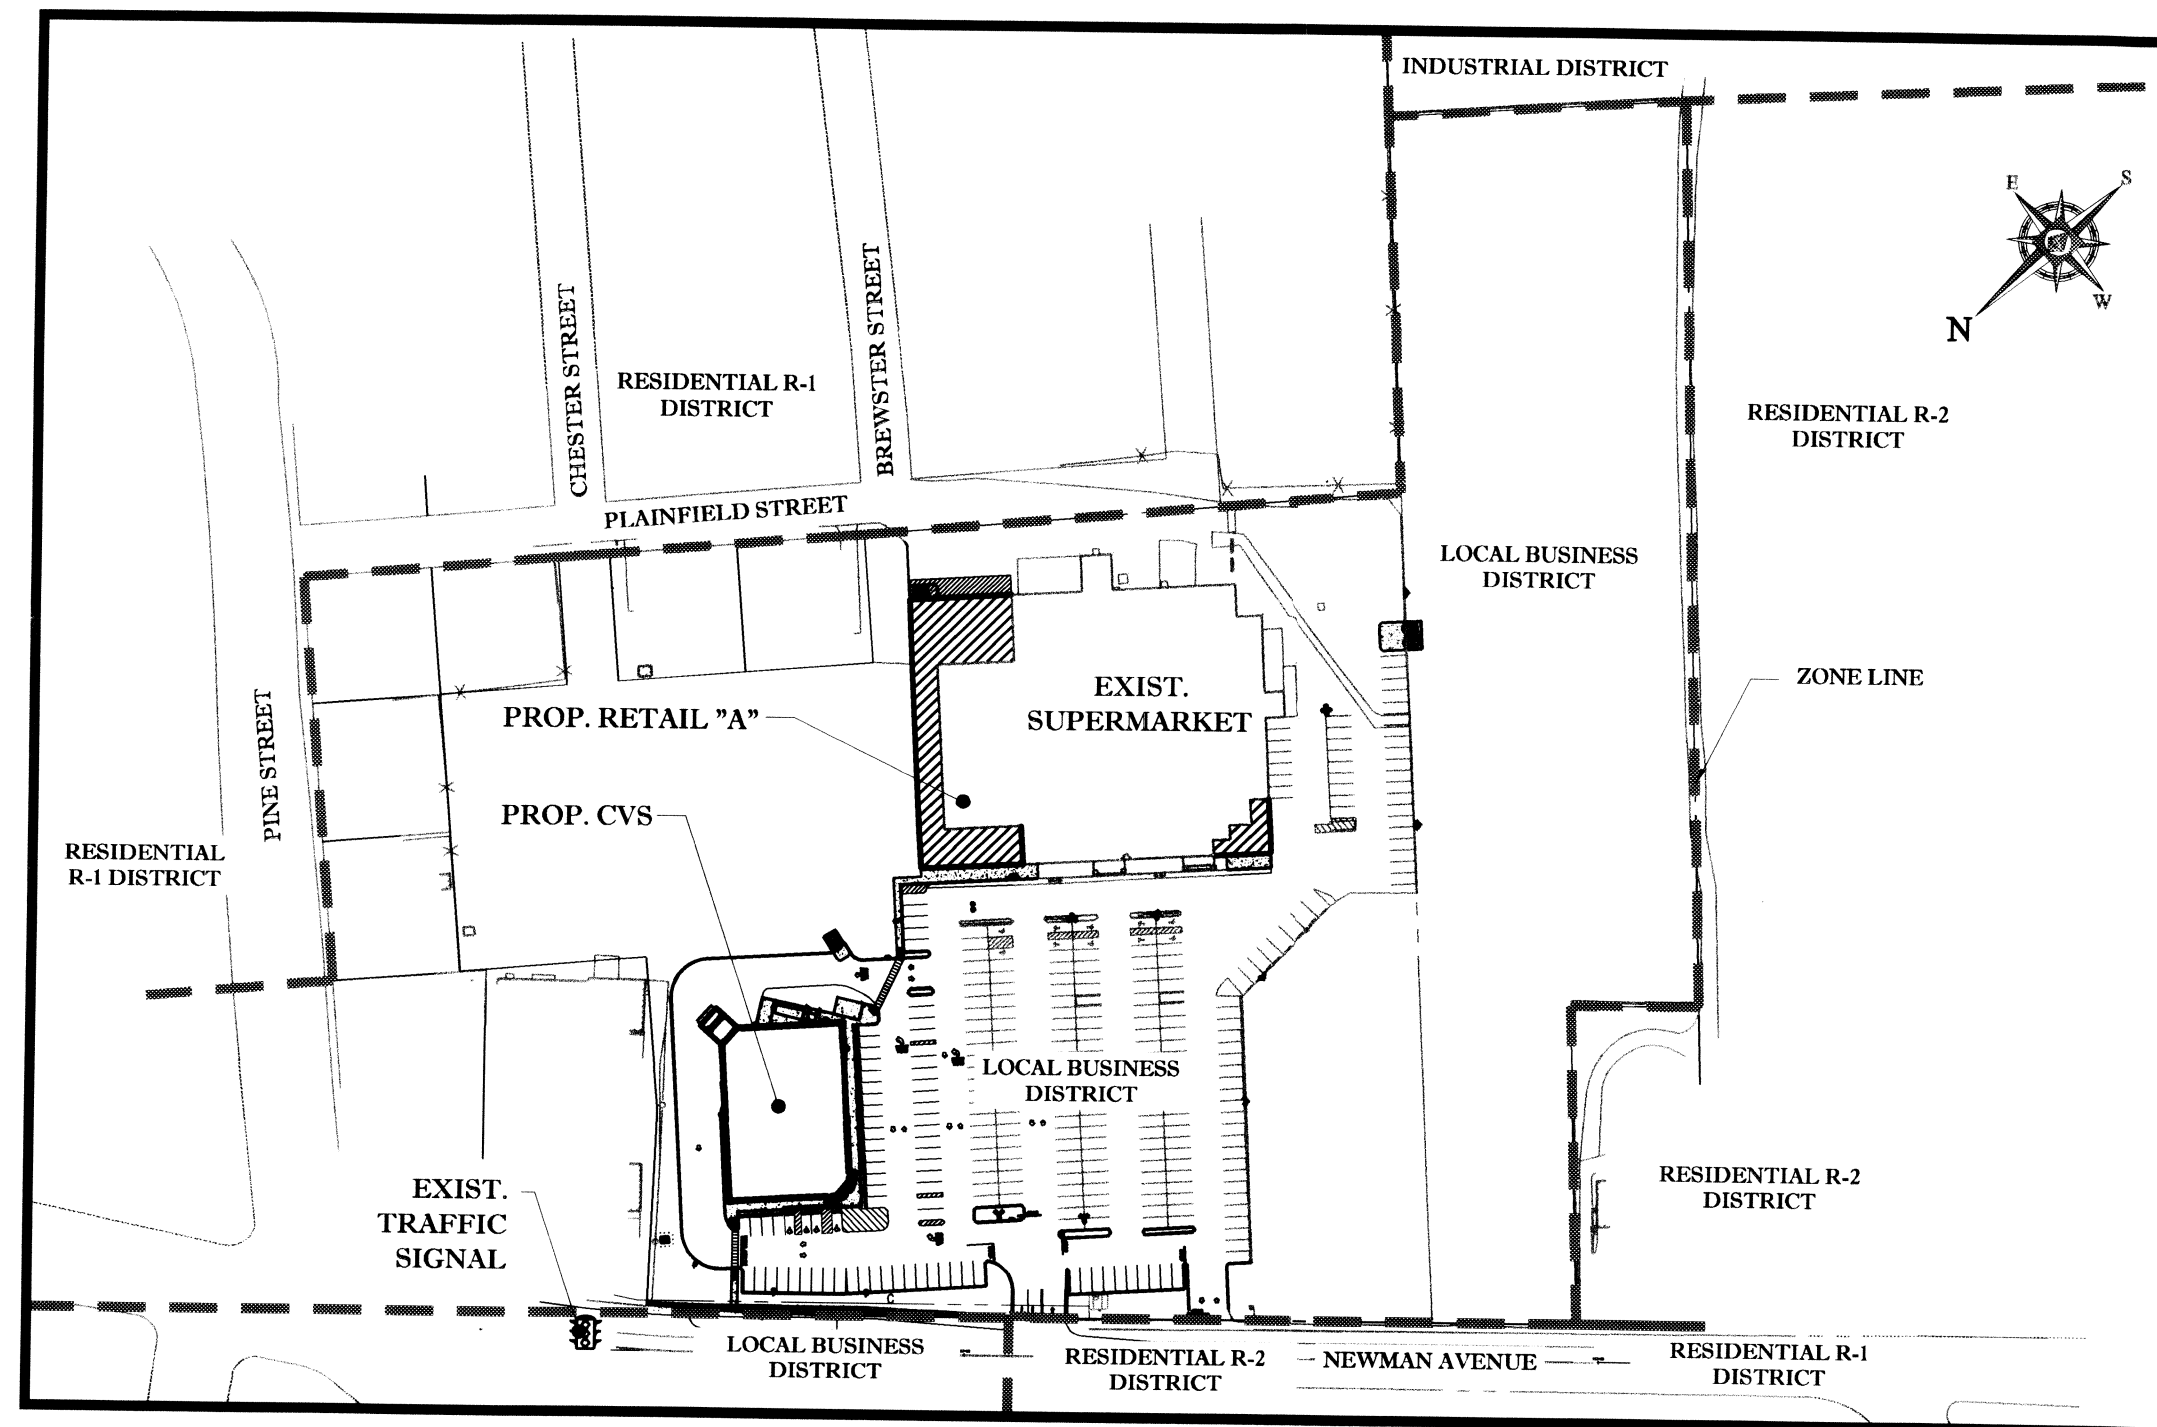 INDUSTRIAL DISTRICT
E
S
W
N
CHESTER STREET
BREWSTER STREET
RESIDENTIAL R-1
DISTRICT
RESIDENTIAL R-2
DISTRICT
PLAINFIELD STREET
LOCAL BUSINESS
DISTRICT
ZONE LINE
EXIST.
SUPERMARKET
PROP. RETAIL "A"
PINE STREET
PROP. CVS
RESIDENTIAL
R-1 DISTRICT
LOCAL BUSINESS
DISTRICT
EXIST.
TRAFFIC
SIGNAL
RESIDENTIAL R-2
DISTRICT
C
LOCAL BUSINESS
DISTRICT
RESIDENTIAL R-2
DISTRICT
NEWMAN AVENUE
RESIDENTIAL R-1
DISTRICT